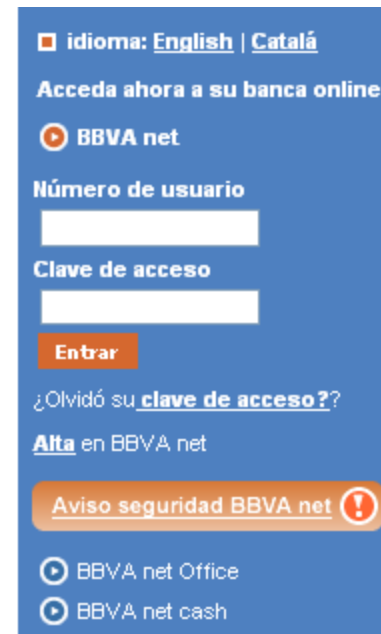 idioma: English | Catalá
Acceda ahora a su banca online
BBVA net
Número de usuario
Clave de acceso
Entrar
¿Olvidó su clave de acceso??
Alta en BBVA net
Aviso seguridad BBVA net
BBVA net Office
BBVA net cash